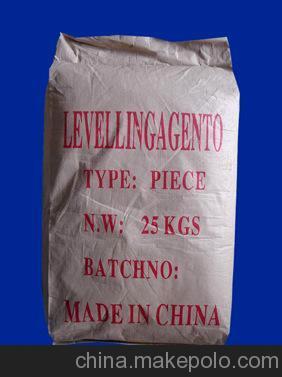 LEVELLINGAGENTO
TYPE: PIECE
N.W: 25 KGS
BATCHNO:
MADE IN CHINA
china.makepolo.com